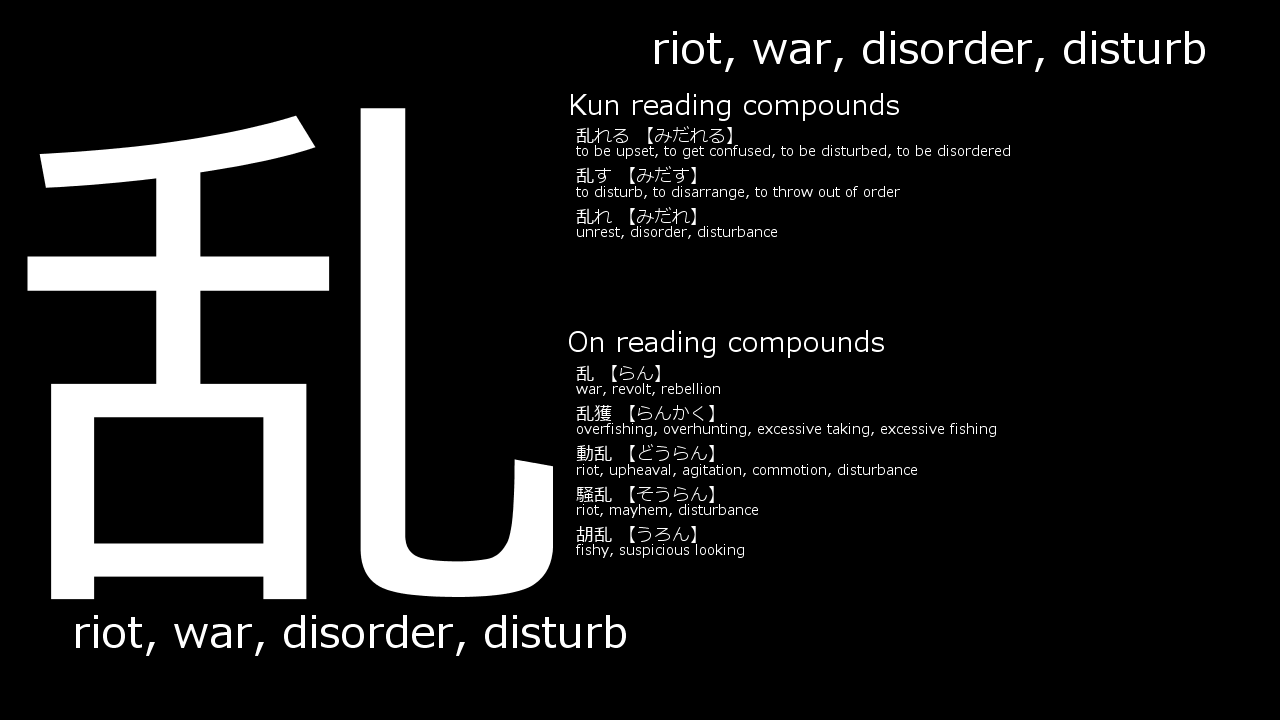 riot, war, disorder, disturb
乱
Kun reading compounds
乱れる 【みだれる】
to be upset, to get confused, to be disturbed, to be disordered
乱す 【みだす】
to disturb, to disarrange, to throw out of order
乱れ 【みだれ】
unrest, disorder, disturbance
On reading compounds
乱 【らん】
war, revolt, rebellion
乱獲 【らんかく】
overfishing, overhunting, excessive taking, excessive fishing
動乱 【どうらん】
riot, upheaval, agitation, commotion, disturbance
騒乱 【そうらん】
riot, mayhem, disturbance
胡乱 【うろん】
fishy, suspicious looking
riot, war, disorder, disturb